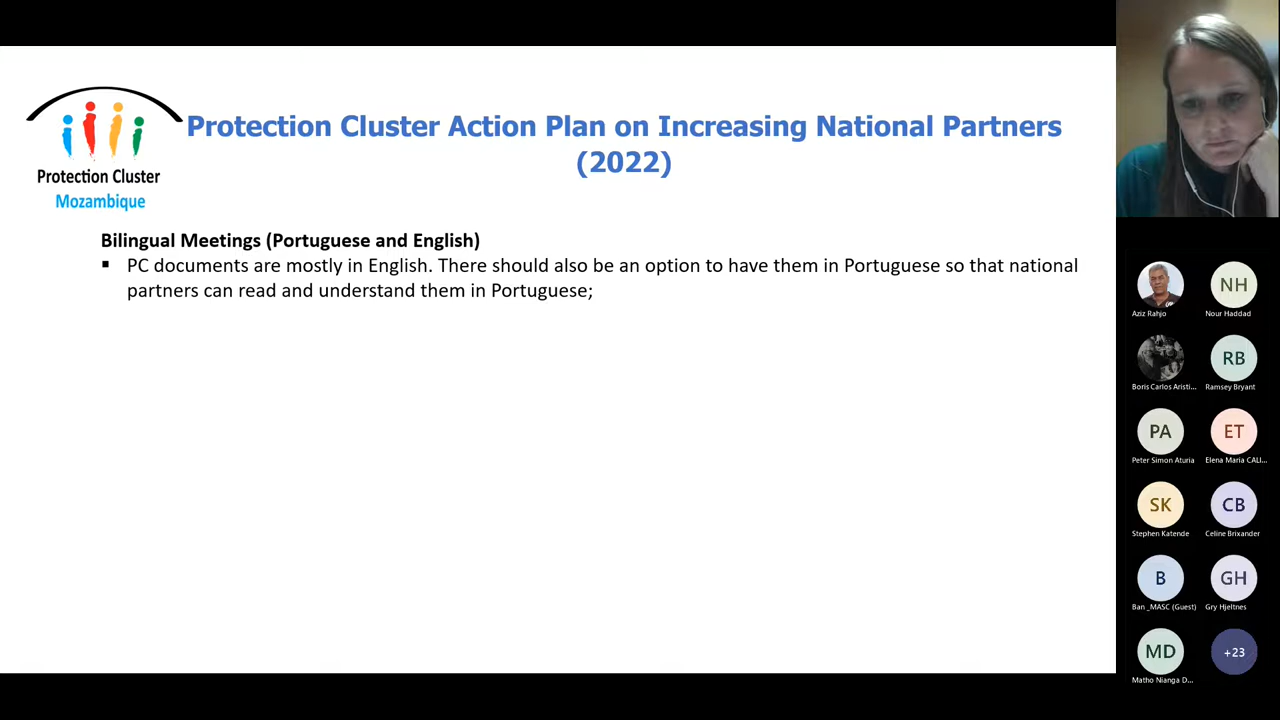 Protection Cluster Action Plan on Increasing National Partners
(2022)
Protection Cluster
Mozambique
Bilingual Meetings (Portuguese and English)
▪ PC documents are mostly in English. There should also be an option to have them in Portuguese so that national
partners can read and understand them in Portuguese;
NH
Aziz Rahjo
Nour Haddad
RB
Boris Carlos Aristi...
Ramsey Bryant
PA
ET
Peter Simon Aturia
Elena Maria CALI...
SK
CB
Stephen Katende
Celine Brixander
B
GH
Ban _MASC (Guest)
Gry Hjeltnes
MD
+23
Matho Nianga D...